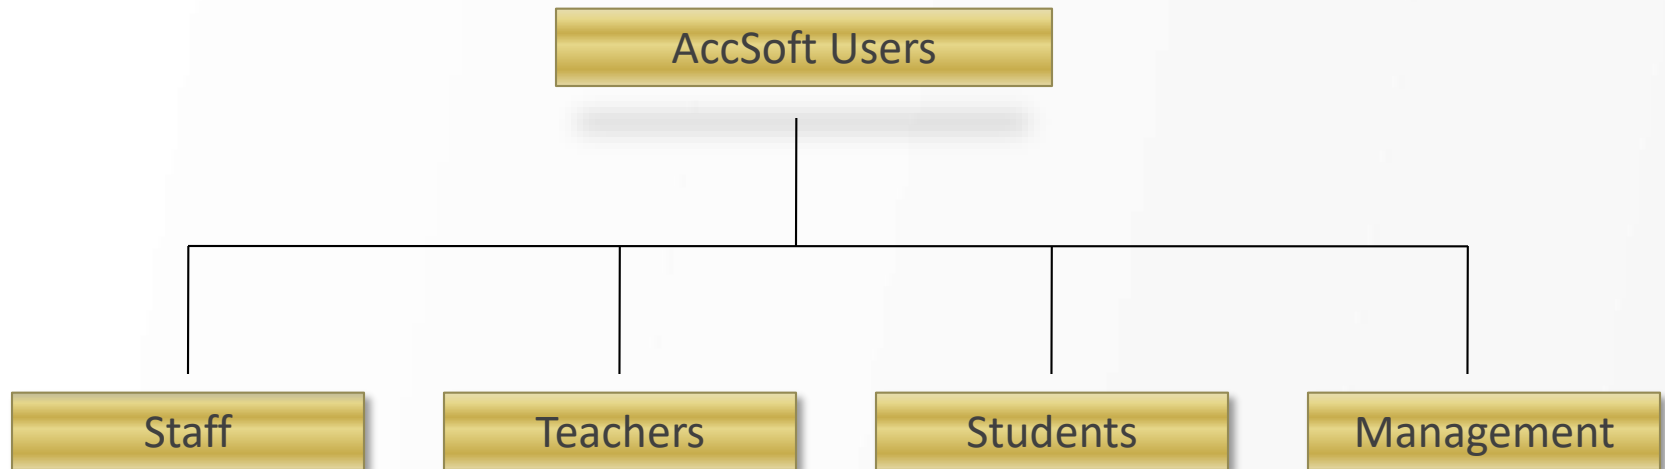 AccSoft Users
Staff
Teachers
Students
Management